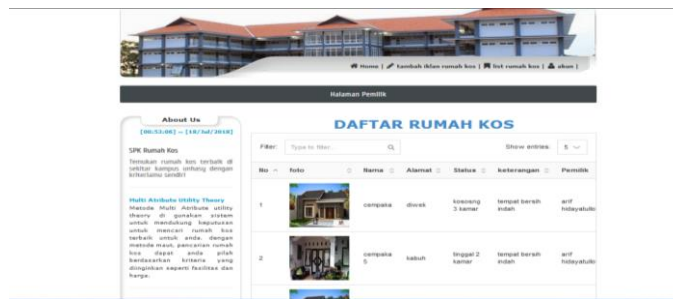 Home | tambah iklan rumah kos | list rumah kos | akun |
Halaman Pemilik
About Us
[06:53:08] - [18/Jul/2018]
SPK Rumah Kos
Temukan rumah kos terbaik di
sekitar kampus unhasy dengan
kriteriamu sendiri
Multi Atribute Utility Theory
Metode Multi Atribute utility
theory di gunakan sistem
untuk mendukung keputusan
untuk mencari rumah kos
terbaik untuk anda. dengan
metode maut, pencarian rumah
kos dapat anda pilah
berdasarkan kriteria yang
diinginkan seperti fasilitas dan
harga.
DAFTAR RUMAH KOS
Filter: Type to filter... Show entries: 5
No foto Nama Alamat Status keterangan Pemilik
1 cempaka diwek kosong 3 kamar tempat bersih indah arif hidayatullo
2 cempaka 5 kabuh tinggal 2 kamar tempat bersih indah arif hidayatullo